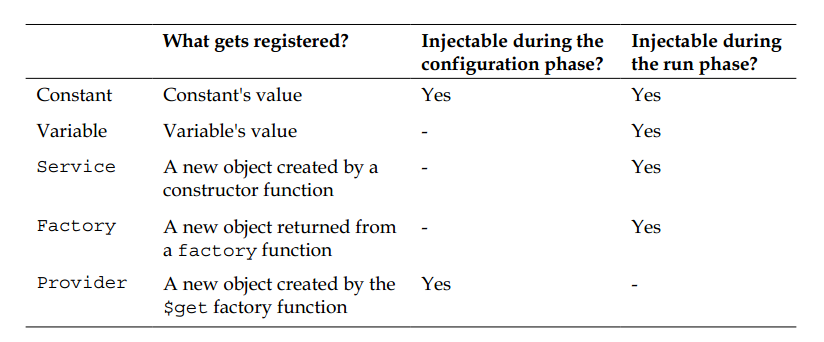 What gets registered? Injectable during the Injectable during
configuration phase? the run phase?
Constant Constant's value Yes Yes
Variable Variable's value - Yes
Service A new object created by a - Yes
constructor function
Factory A new object returned from - Yes
a factory function
Provider A new object created by the Yes -
$get factory function